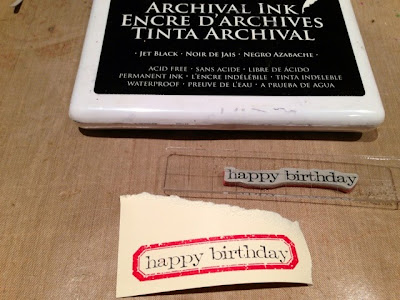 ARCHIVAL INK
ENCRE D'ARCHIVES
TINTA ARCHIVAL
· JET BLACK · NOIR DE JAIS · NEGRO AZABACHE ·
ACID FREE · SANS ACIDE · LIBRE DE ÁCIDO
PERMANENT INK · L'ENCRE INDÉLÉBILE · TINTA INDELEBLE
WATERPROOF · PREUVE DE L'EAU · A PRUEBA DE AGUA
happy birthday
happy birthday